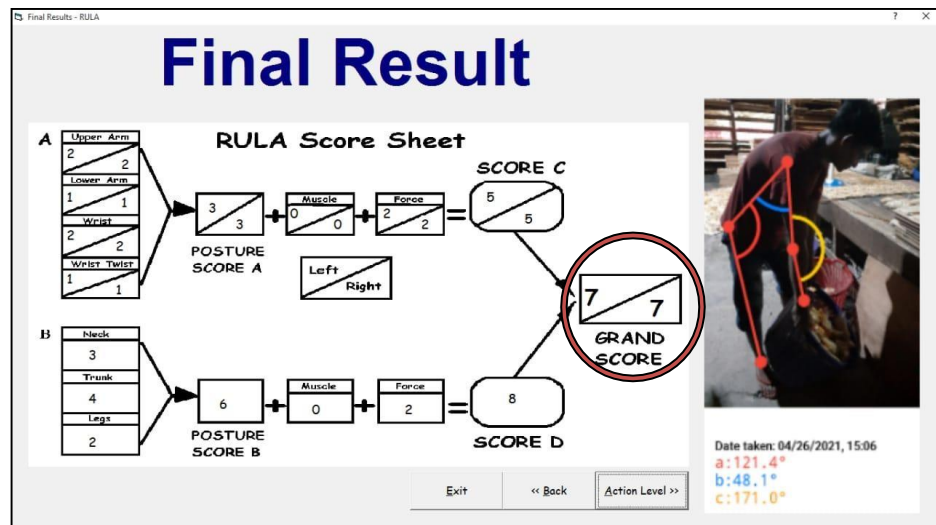 Final Results - RULA
? X
Final Result
RULA Score Sheet
A
Upper Arm
2 2
Lower Arm
1 1
Wrist
2 2
Wrist Twist
1 1
3 3
POSTURE
SCORE A
Muscle
0 0
Force
2 2
SCORE C
5 5
Left
Right
7 7
GRAND
SCORE
B
Neck
3
Trunk
4
Legs
2
6
POSTURE
SCORE B
Muscle
0
Force
2
8
SCORE D
Exit
<< Back
Action Level >>
Date taken: 04/26/2021, 15:06
a:121.4°
b:48.1°
c:171.0°